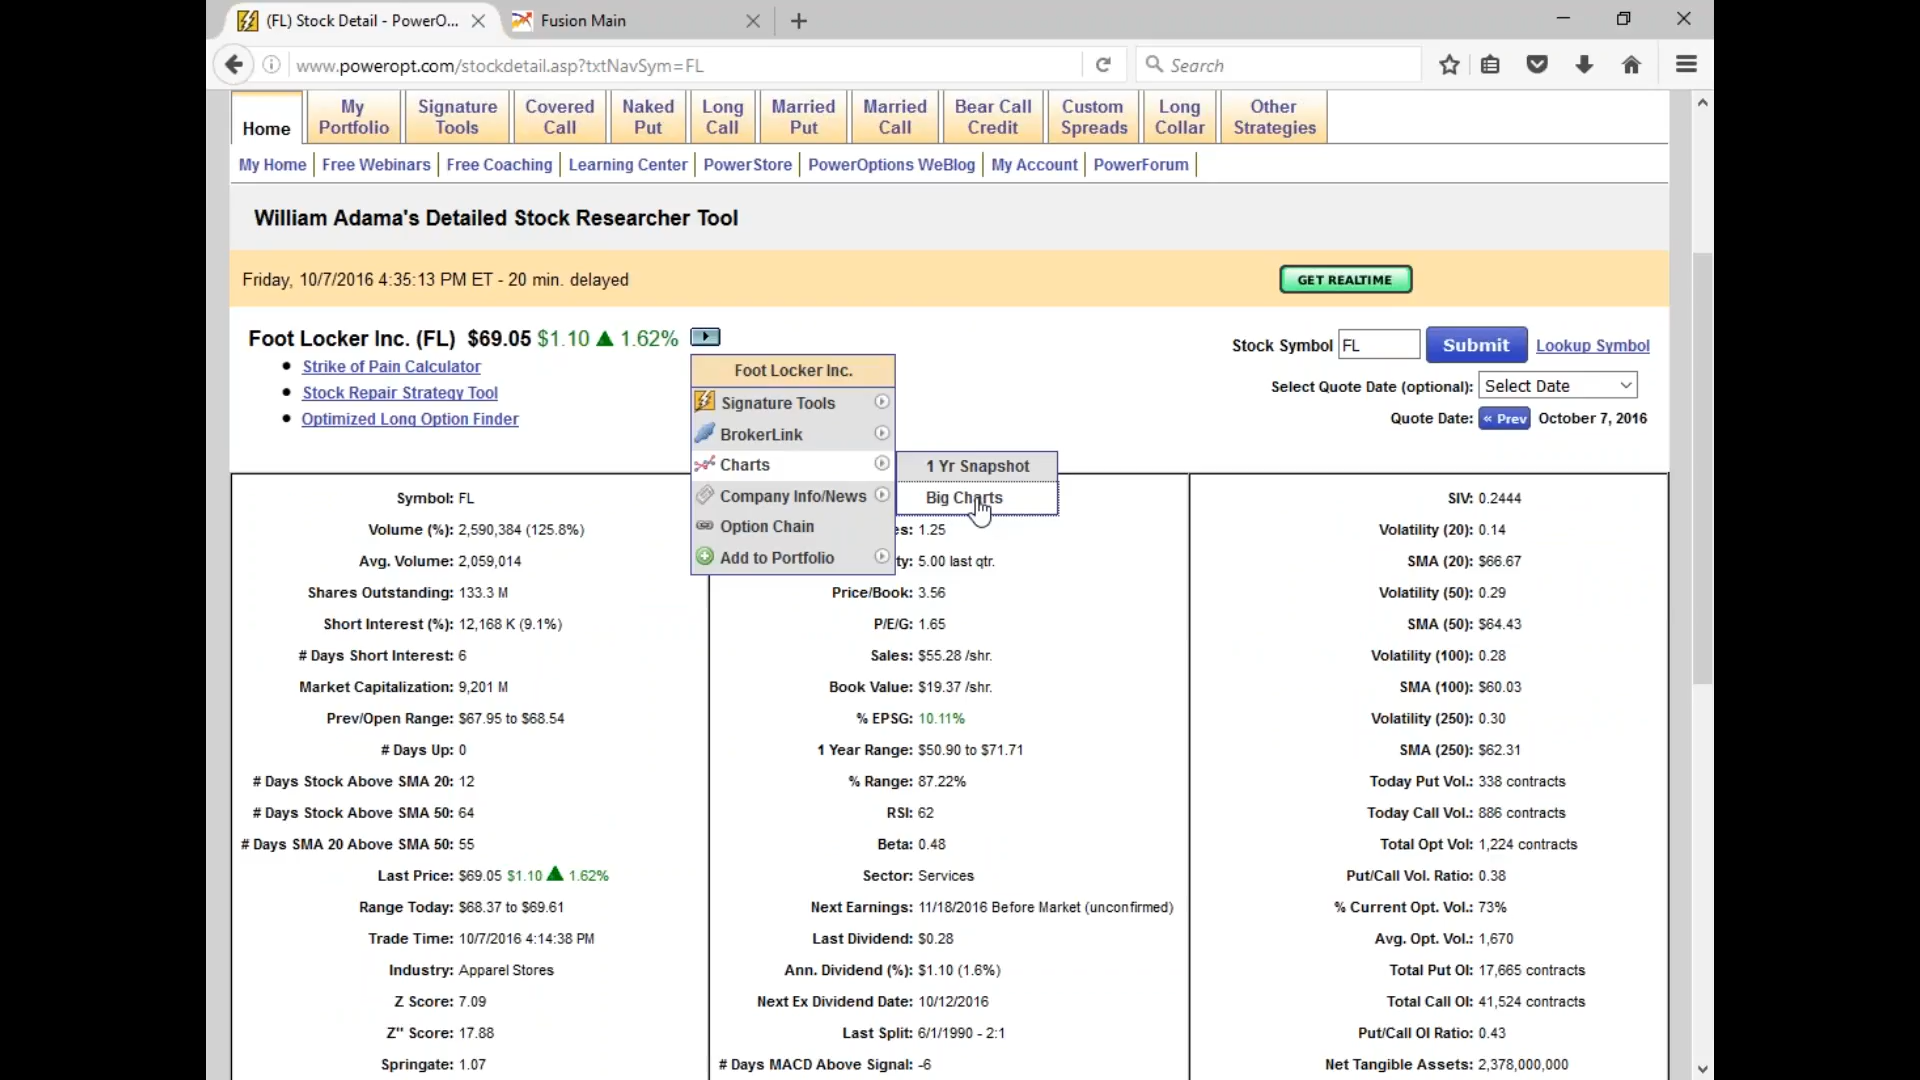 (FL) Stock Detail - PowerO...
Fusion Main
www.poweropt.com/stockdetail.asp?txtNavSym=FL
Search
Home
My Portfolio
Signature Tools
Covered Call
Naked Put
Long Call
Married Put
Married Call
Bear Call Credit
Custom Spreads
Long Collar
Other Strategies
My Home | Free Webinars | Free Coaching | Learning Center | PowerStore | PowerOptions WeBlog | My Account | PowerForum |
William Adama's Detailed Stock Researcher Tool
Friday, 10/7/2016 4:35:13 PM ET - 20 min. delayed
GET REALTIME
Foot Locker Inc. (FL) $69.05 $1.10 ▲ 1.62%
• Strike of Pain Calculator
• Stock Repair Strategy Tool
• Optimized Long Option Finder
Stock Symbol FL Submit Lookup Symbol
Select Quote Date (optional): Select Date
Quote Date: « Prev October 7, 2016
Foot Locker Inc.
Signature Tools
BrokerLink
Charts
Company Info/News
Option Chain
Add to Portfolio
1 Yr Snapshot
Big Charts
Symbol: FL
Volume (%): 2,590,384 (125.8%)
Avg. Volume: 2,059,014
Shares Outstanding: 133.3 M
Short Interest (%): 12,168 K (9.1%)
# Days Short Interest: 6
Market Capitalization: 9,201 M
Prev/Open Range: $67.95 to $68.54
# Days Up: 0
# Days Stock Above SMA 20: 12
# Days Stock Above SMA 50: 64
# Days SMA 20 Above SMA 50: 55
Last Price: $69.05 $1.10 ▲ 1.62%
Range Today: $68.37 to $69.61
Trade Time: 10/7/2016 4:14:38 PM
Industry: Apparel Stores
Z Score: 7.09
Z" Score: 17.88
Springate: 1.07
es: 1.25
ty: 5.00 last qtr.
Price/Book: 3.56
P/E/G: 1.65
Sales: $55.28 /shr.
Book Value: $19.37 /shr.
% EPSG: 10.11%
1 Year Range: $50.90 to $71.71
% Range: 87.22%
RSI: 62
Beta: 0.48
Sector: Services
Next Earnings: 11/18/2016 Before Market (unconfirmed)
Last Dividend: $0.28
Ann. Dividend (%): $1.10 (1.6%)
Next Ex Dividend Date: 10/12/2016
Last Split: 6/1/1990 - 2:1
# Days MACD Above Signal: -6
SIV: 0.2444
Volatility (20): 0.14
SMA (20): $66.67
Volatility (50): 0.29
SMA (50): $64.43
Volatility (100): 0.28
SMA (100): $60.03
Volatility (250): 0.30
SMA (250): $62.31
Today Put Vol.: 338 contracts
Today Call Vol.: 886 contracts
Total Opt Vol: 1,224 contracts
Put/Call Vol. Ratio: 0.38
% Current Opt. Vol.: 73%
Avg. Opt. Vol.: 1,670
Total Put OI: 17,665 contracts
Total Call OI: 41,524 contracts
Put/Call OI Ratio: 0.43
Net Tangible Assets: 2,378,000,000